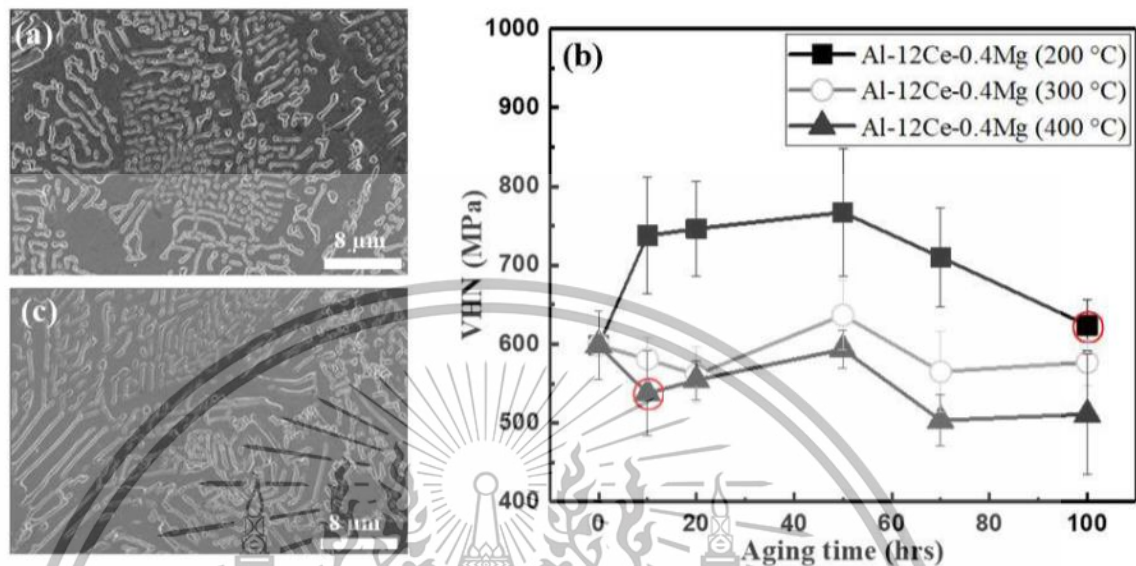 (a)
8 μm
(c)
8 μm
(b)
Al-12Ce-0.4Mg (200 °C)
Al-12Ce-0.4Mg (300 °C)
Al-12Ce-0.4Mg (400 °C)
VHN (MPa)
1000
900
800
700
600
500
400
0 20 40 60 80 100
Aging time (hrs)